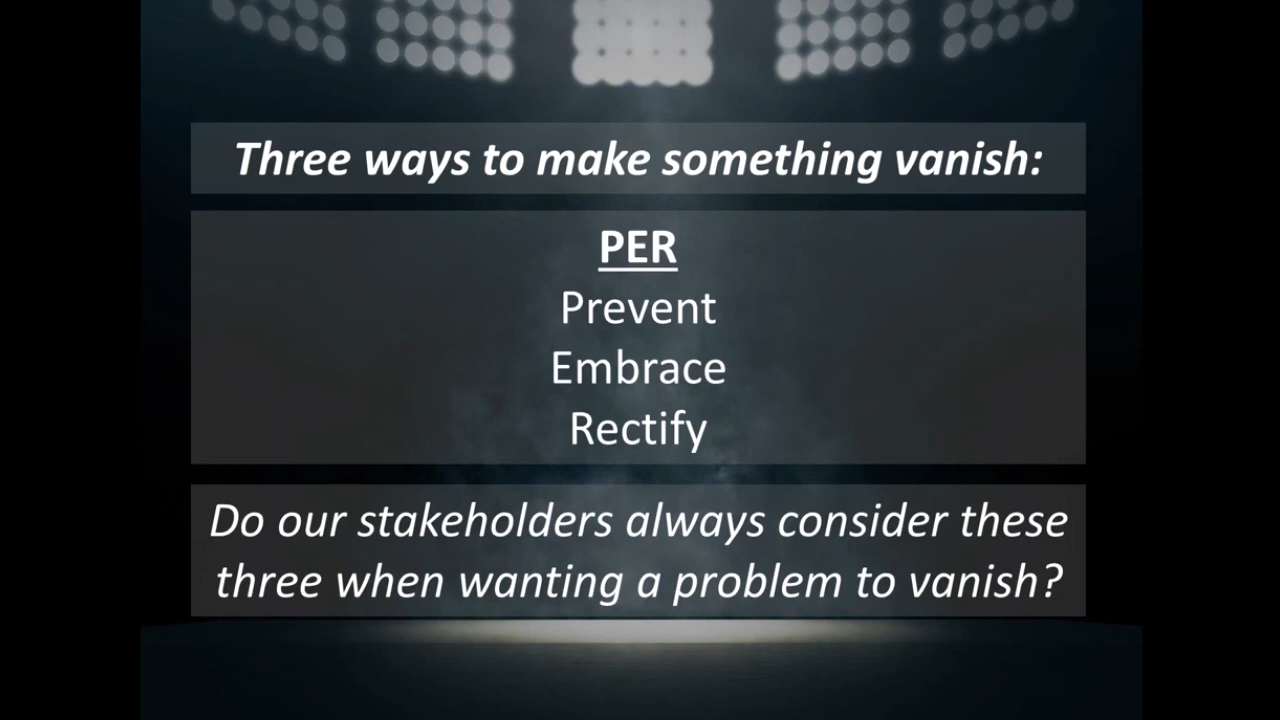 Three ways to make something vanish:
PER
Prevent
Embrace
Rectify
Do our stakeholders always consider these
three when wanting a problem to vanish?